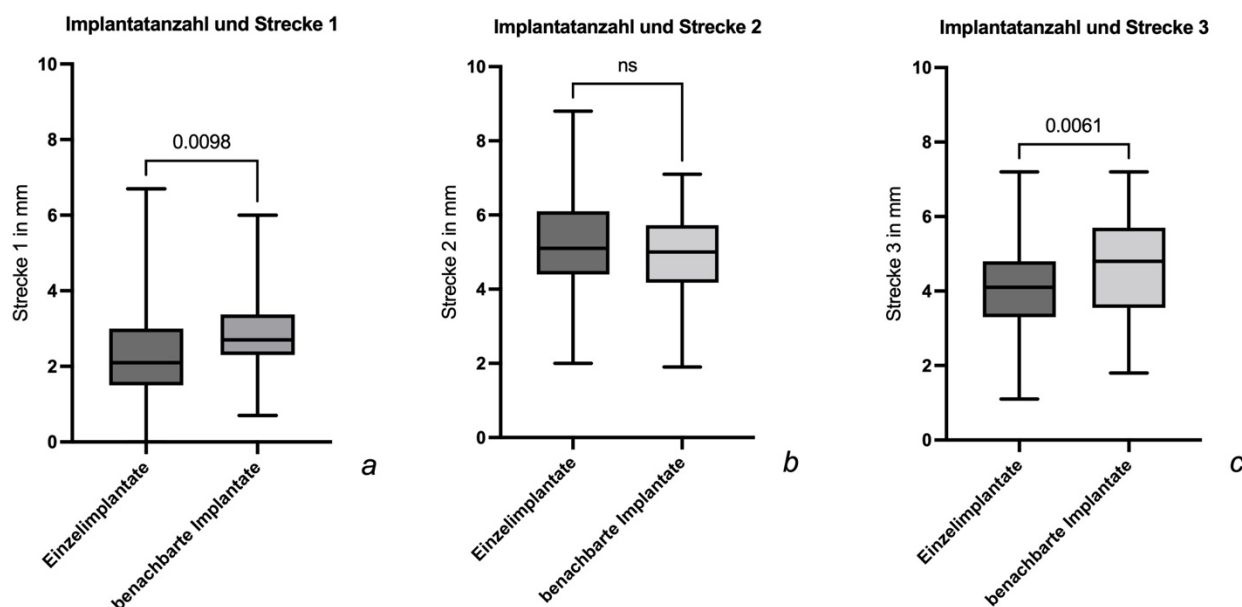 Implantatanzahl und Strecke 1
10
8
6
4
2
0
Strecke 1 in mm
0.0098
Einzelimplantate
benachbarte Implantate
a
Implantatanzahl und Strecke 2
10
8
6
4
2
0
Strecke 2 in mm
ns
Einzelimplantate
benachbarte Implantate
b
Implantatanzahl und Strecke 3
10
8
6
4
2
0
Strecke 3 in mm
0.0061
Einzelimplantate
benachbarte Implantate
c